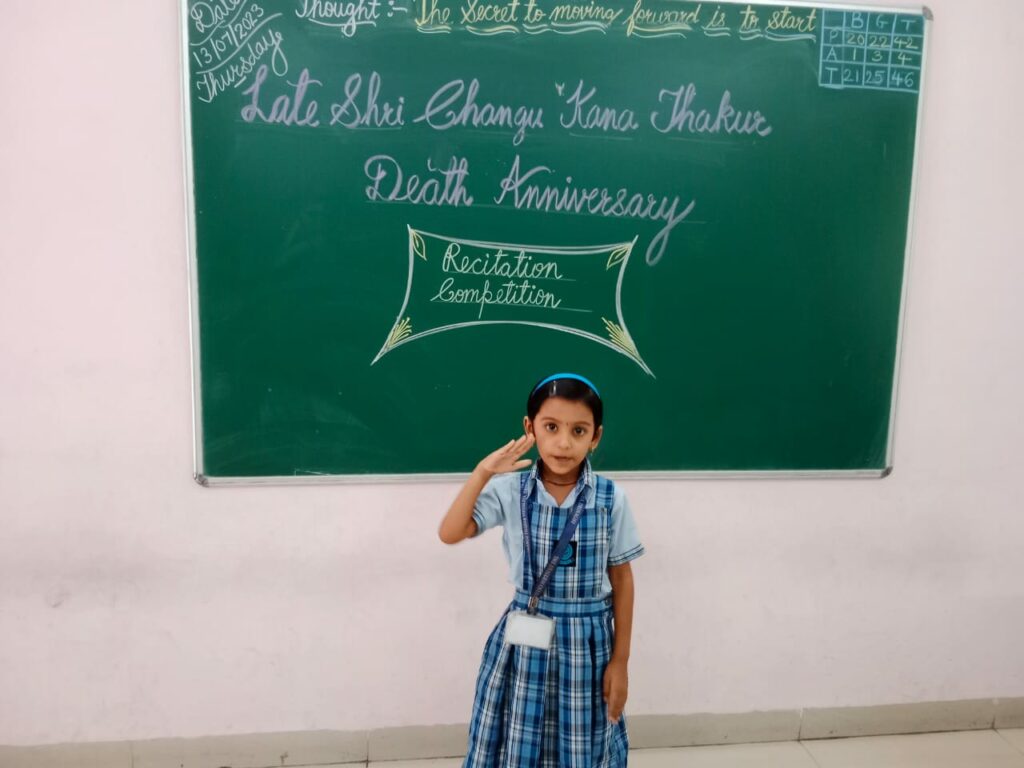 Date
13/07/2023
Thursday
Thought :- The Secret to moving forward is to start
B G T
P 20 22 42
A 1 3 4
T 21 25 46
Late Shri Changu Kana Thakur
Death Anniversary
Recitation
Competition